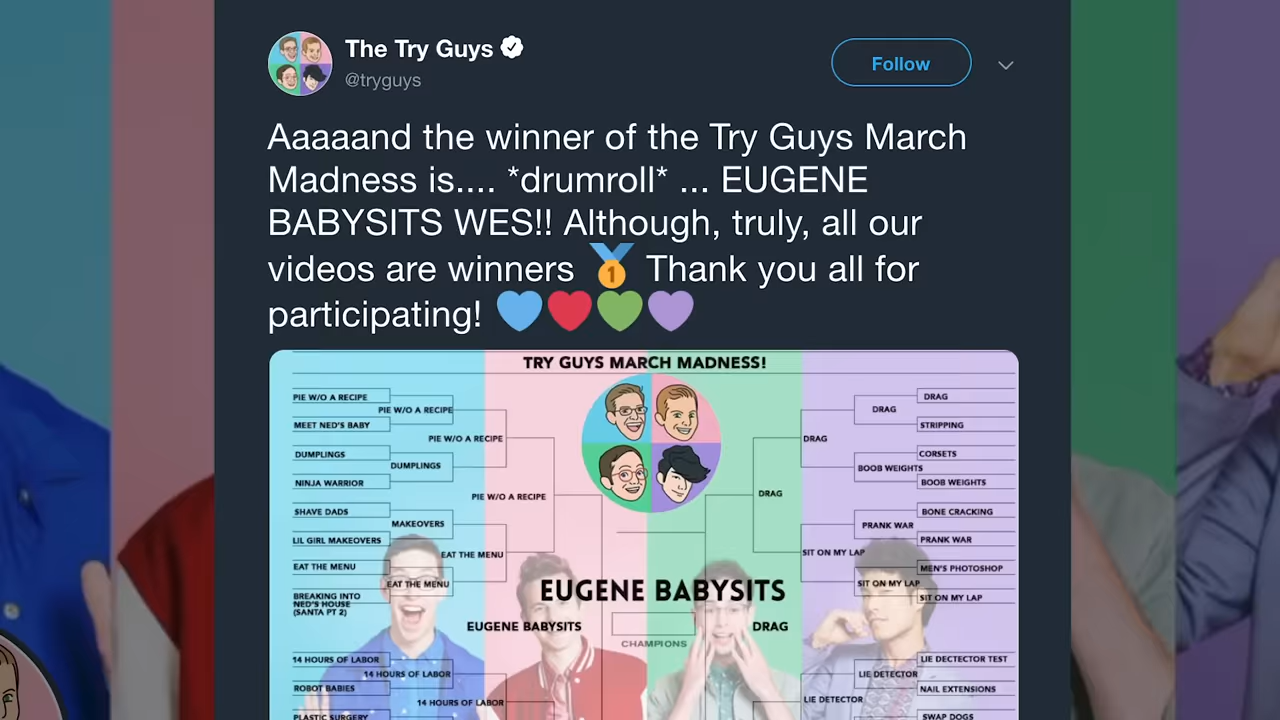 The Try Guys
@tryguys
Follow
Aaaaand the winner of the Try Guys March
Madness is.... *drumroll* ... EUGENE
BABYSITS WES!! Although, truly, all our
videos are winners 🥇 Thank you all for
participating! 💙❤️💚💜
TRY GUYS MARCH MADNESS!
PIE W/O A RECIPE
PIE W/O A RECIPE
MEET NED'S BABY
PIE W/O A RECIPE
DUMPLINGS
DUMPLINGS
NINJA WARRIOR
PIE W/O A RECIPE
SHAVE DADS
MAKEOVERS
LIL GIRL MAKEOVERS
EAT THE MENU
EAT THE MENU
EAT THE MENU
BREAKING INTO
NED'S HOUSE
(SANTA PT 2)
DRAG
DRAG
STRIPPING
DRAG
CORSETS
BOOB WEIGHTS
BOOB WEIGHTS
DRAG
BONE CRACKING
PRANK WAR
PRANK WAR
SIT ON MY LAP
MEN'S PHOTOSHOP
SIT ON MY LAP
SIT ON MY LAP
EUGENE BABYSITS
EUGENE BABYSITS
DRAG
CHAMPIONS
14 HOURS OF LABOR
14 HOURS OF LABOR
ROBOT BABIES
14 HOURS OF LABOR
PLASTIC SURGERY
LIE DECTECTOR TEST
LIE DETECTOR
NAIL EXTENSIONS
LIE DETECTOR
SWAP DOGS